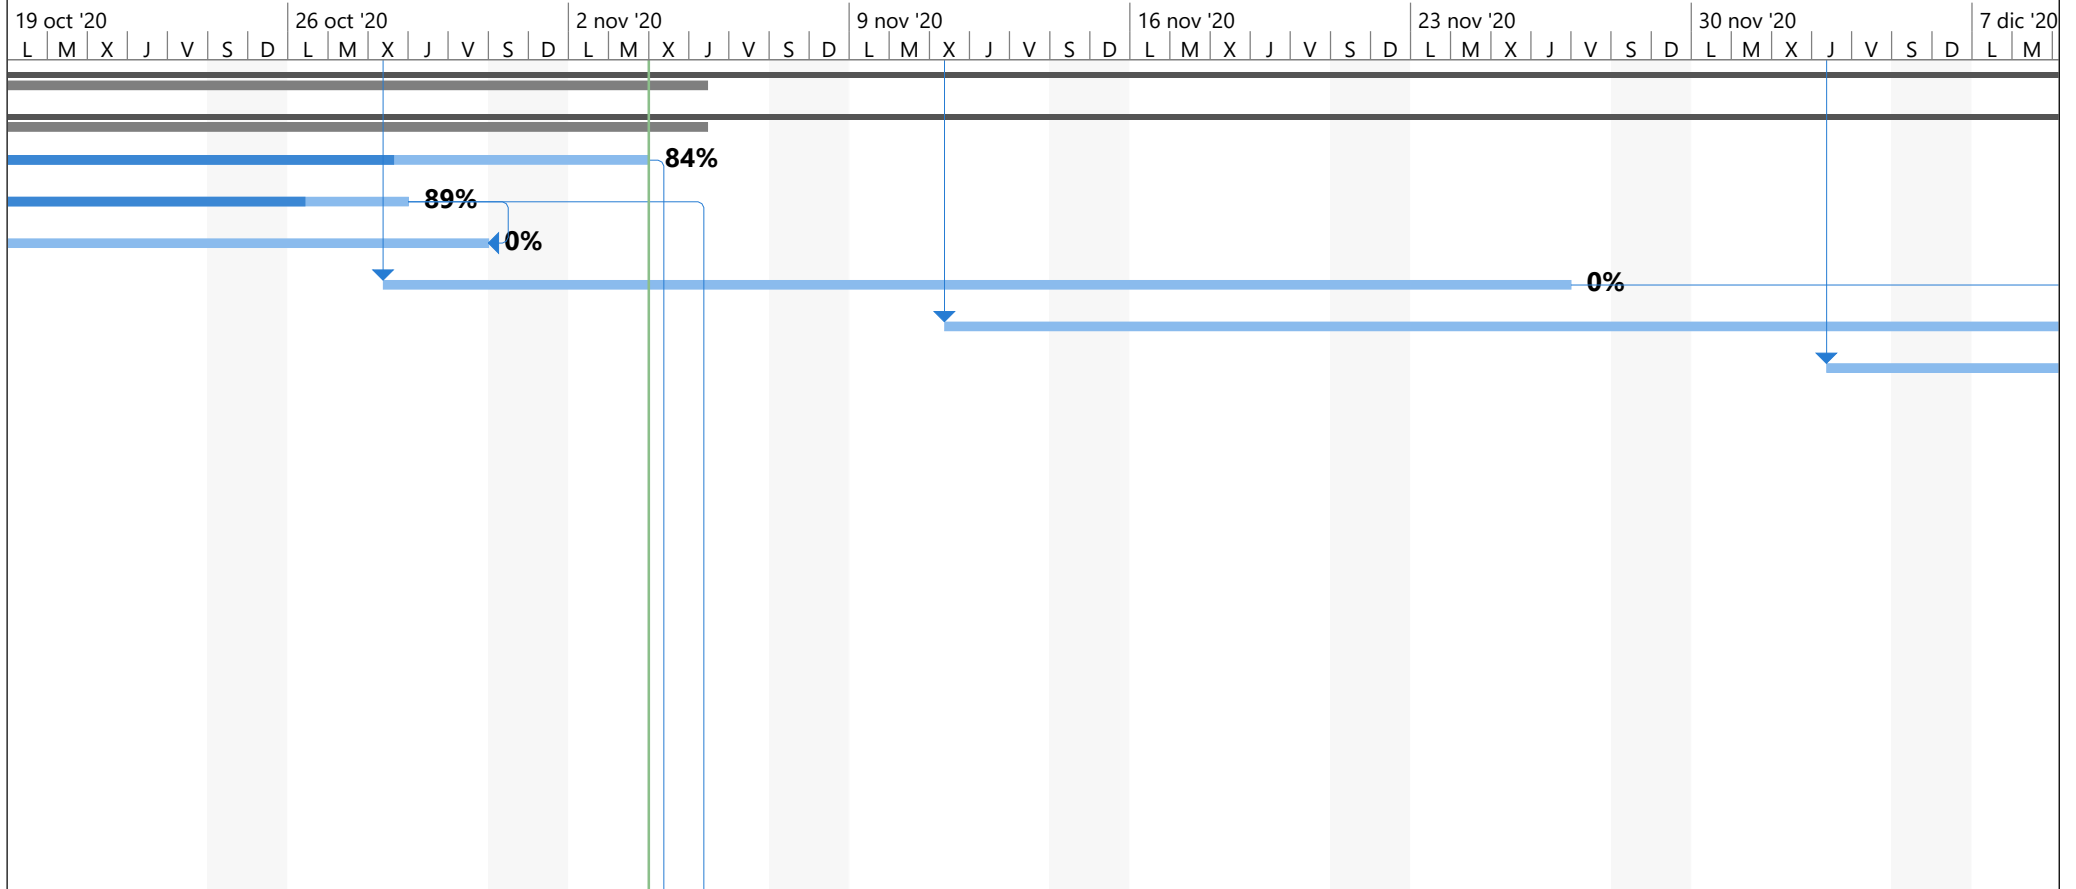 19 oct '20 26 oct '20 2 nov '20 9 nov '20 16 nov '20 23 nov '20 30 nov '20 7 dic '20
L M X J V S D L M X J V S D L M X J V S D L M X J V S D L M X J V S D L M X J V S D L M X J V S D L M
84%
89%
0%
0%